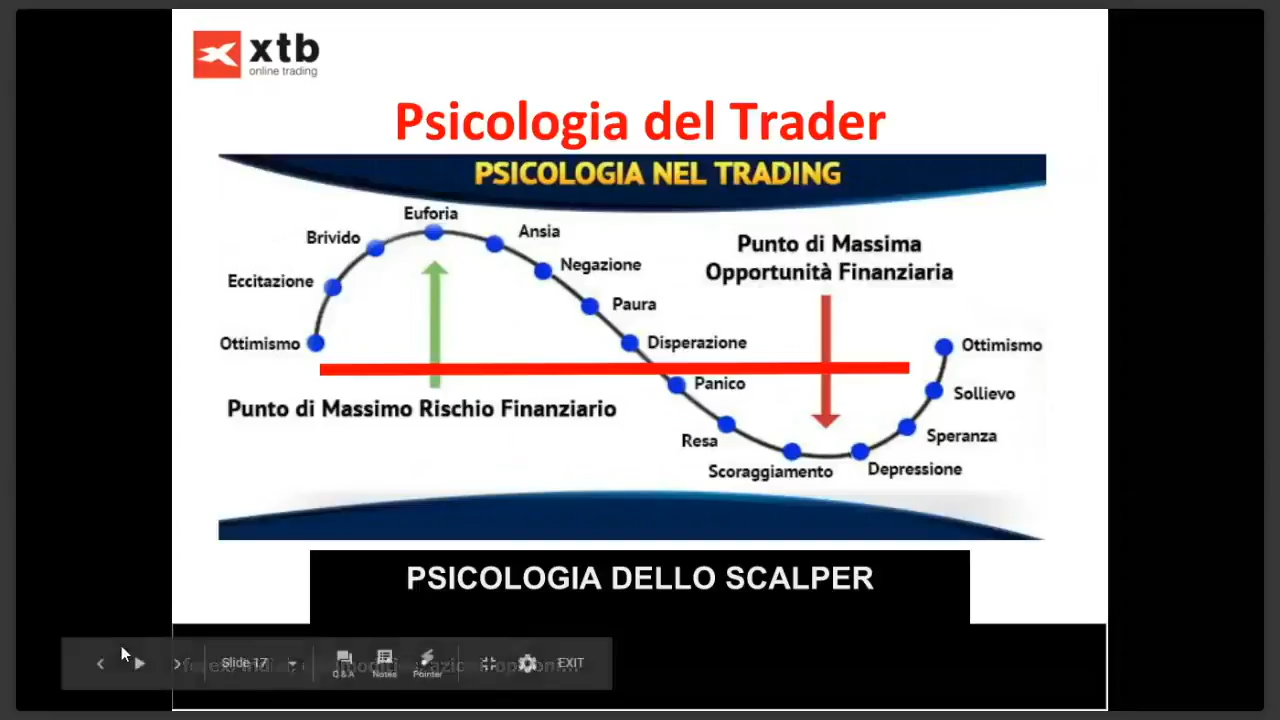 xtb
online trading
Psicologia del Trader
PSICOLOGIA NEL TRADING
Euforia
Brivido
Ansia
Eccitazione
Negazione
Punto di Massima
Opportunità Finanziaria
Paura
Ottimismo
Disperazione
Ottimismo
Panico
Sollievo
Punto di Massimo Rischio Finanziario
Resa
Speranza
Scoraggiamento
Depressione
PSICOLOGIA DELLO SCALPER
Slide 17
Q&A
Notes
Pointer
EXIT